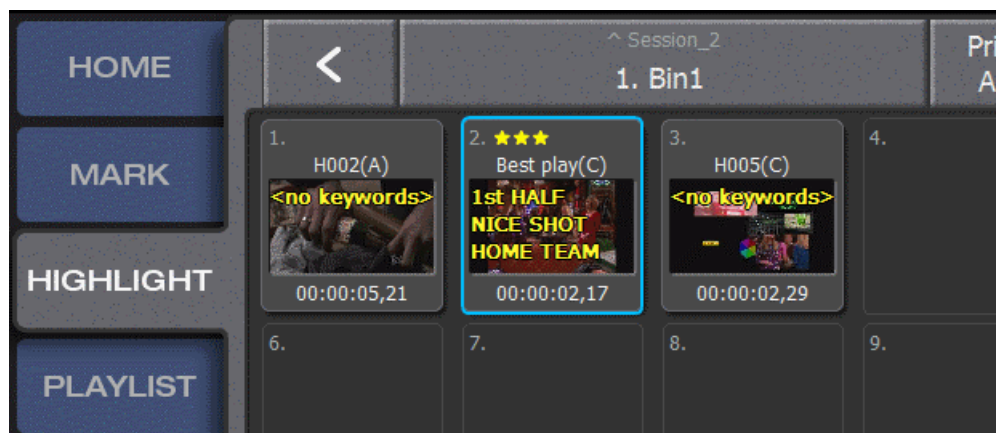 HOME
MARK
HIGHLIGHT
PLAYLIST
<
^ Session_2
1. Bin1
1.
H002(A)
<no keywords>
00:00:05,21
2. ★★★
Best play(C)
1st HALF
NICE SHOT
HOME TEAM
00:00:02,17
3.
H005(C)
<no keywords>
00:00:02,29
4.
6.
7.
8.
9.